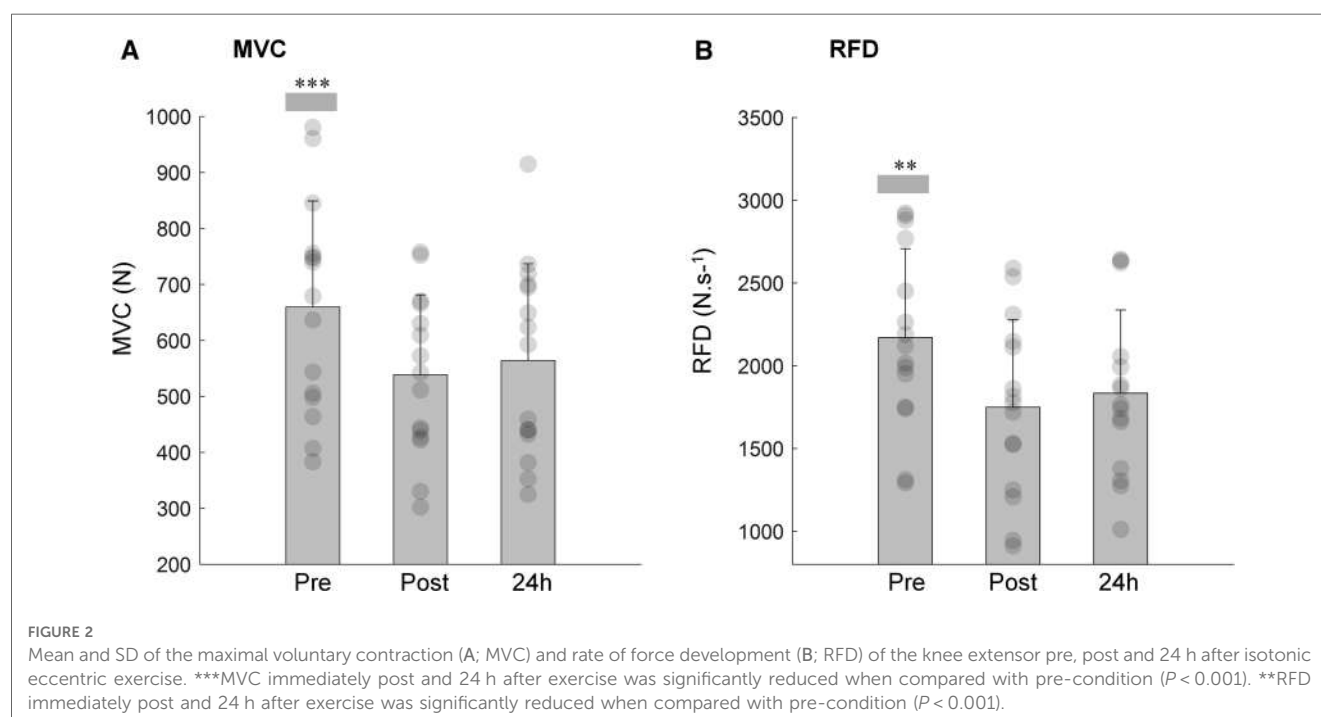 A MVC
***
1000
900
800
700
600
500
400
300
200
MVC (N)
Pre Post 24h
B RFD
**
3500
3000
2500
2000
1500
1000
RFD (N.s-1)
Pre Post 24h
FIGURE 2
Mean and SD of the maximal voluntary contraction (A; MVC) and rate of force development (B; RFD) of the knee extensor pre, post and 24 h after isotonic
eccentric exercise. ***MVC immediately post and 24 h after exercise was significantly reduced when compared with pre-condition (P < 0.001). **RFD
immediately post and 24 h after exercise was significantly reduced when compared with pre-condition (P < 0.001).